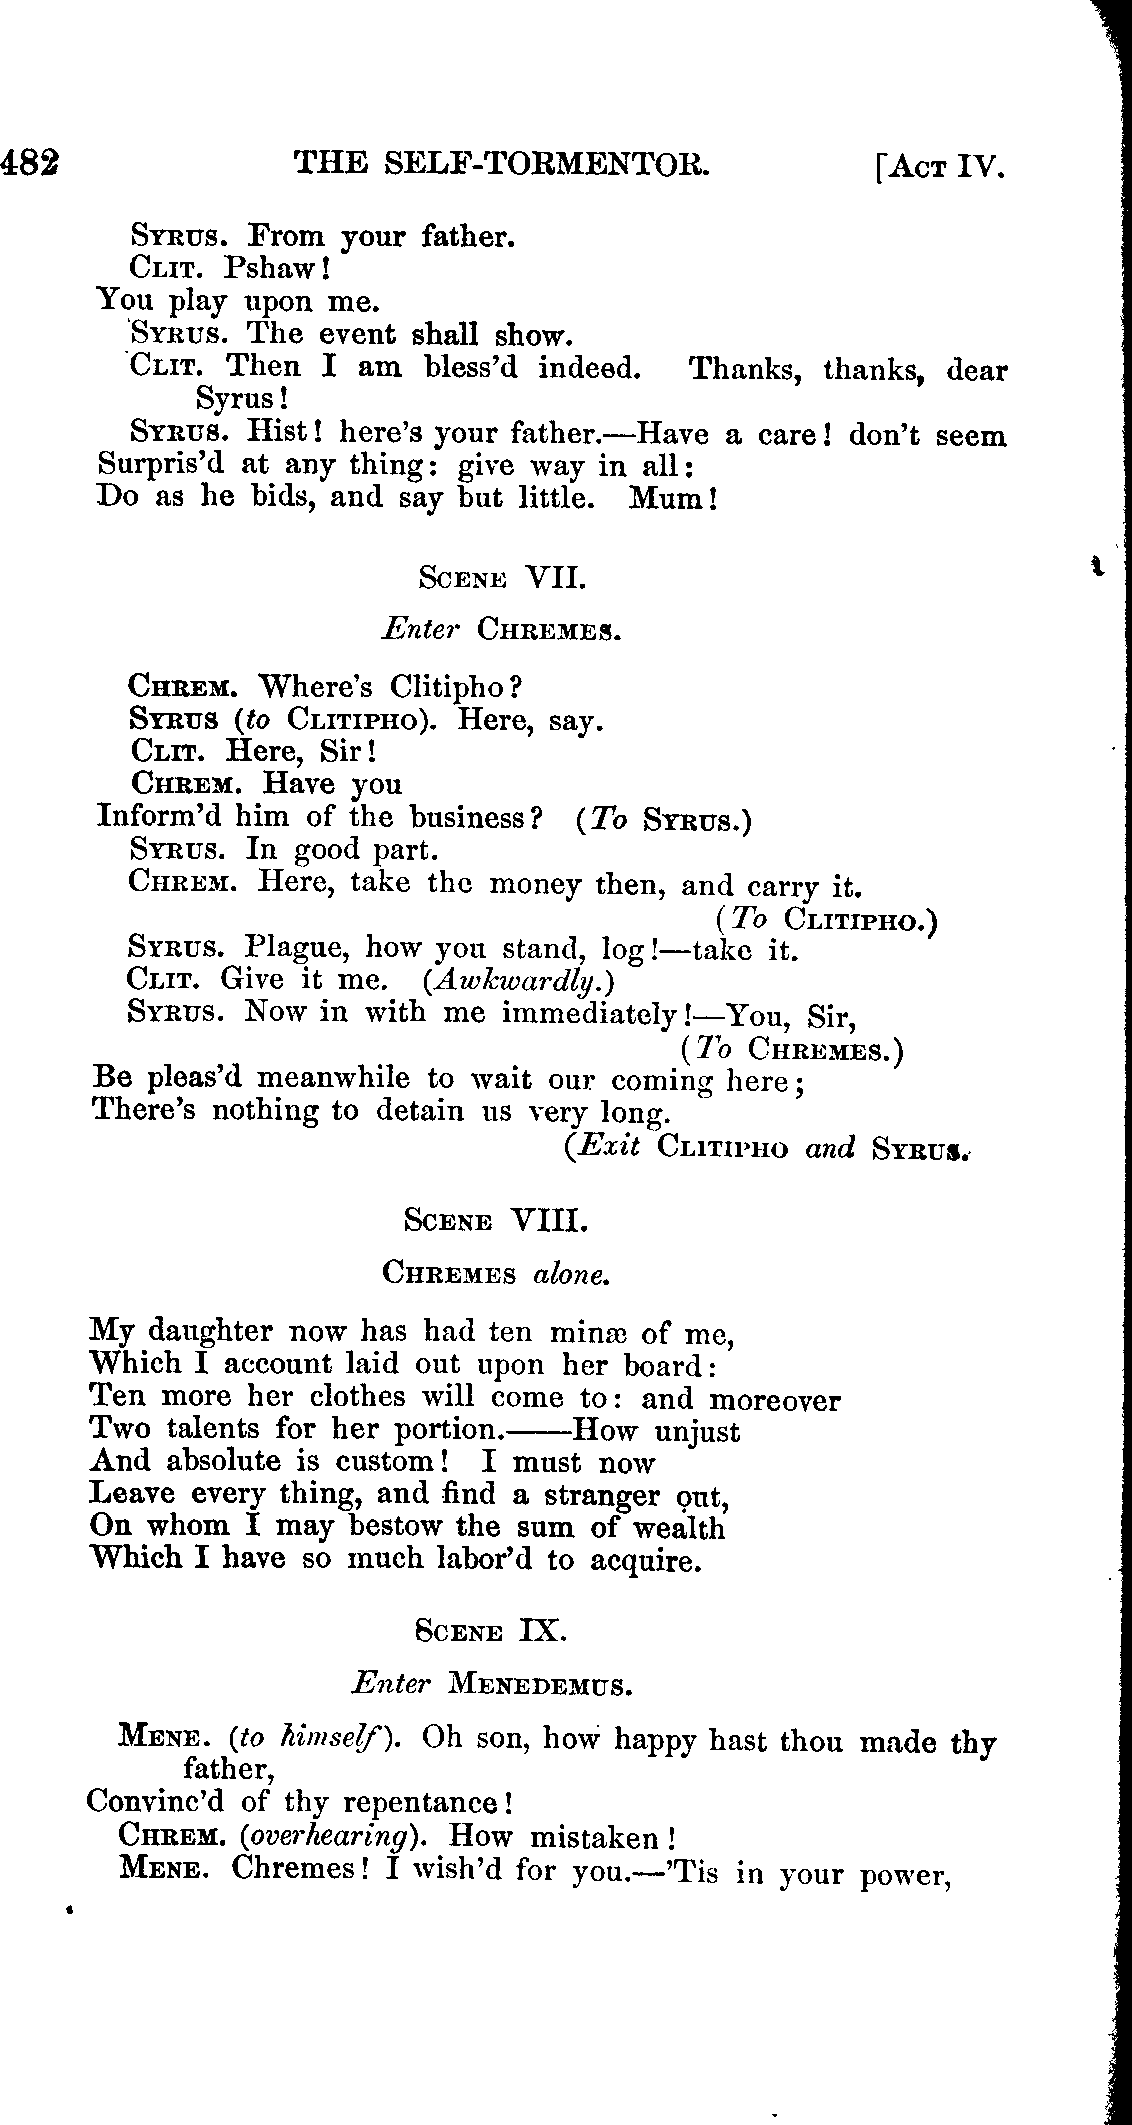 482 THE SELF-TORMENTOR. [ACT IV.
SYRUS. From your father.
CLIT. Pshaw!
You play upon me.
SYRUS. The event shall show.
CLIT. Then I am bless'd indeed. Thanks, thanks, dear
Syrus!
SYRUS. Hist! here's your father.—Have a care! don't seem
Surpris'd at any thing: give way in all:
Do as he bids, and say but little. Mum!
SCENE VII.
Enter CHREMES.
CHREM. Where's Clitipho?
SYRUS (to CLITIPHO). Here, say.
CLIT. Here, Sir!
CHREM. Have you
Inform'd him of the business? (To SYRUS.)
SYRUS. In good part.
CHREM. Here, take the money then, and carry it.
(To CLITIPHO.)
SYRUS. Plague, how you stand, log!—take it.
CLIT. Give it me. (Awkwardly.)
SYRUS. Now in with me immediately!—You, Sir,
(To CHREMES.)
Be pleas'd meanwhile to wait our coming here;
There's nothing to detain us very long.
(Exit CLITIPHO and SYRUS.
SCENE VIII.
CHREMES alone.
My daughter now has had ten minæ of me,
Which I account laid out upon her board:
Ten more her clothes will come to: and moreover
Two talents for her portion.——How unjust
And absolute is custom! I must now
Leave every thing, and find a stranger out,
On whom I may bestow the sum of wealth
Which I have so much labor'd to acquire.
SCENE IX.
Enter MENEDEMUS.
MENE. (to himself). Oh son, how happy hast thou made thy
father,
Convinc'd of thy repentance!
CHREM. (overhearing). How mistaken!
MENE. Chremes! I wish'd for you.—'Tis in your power,